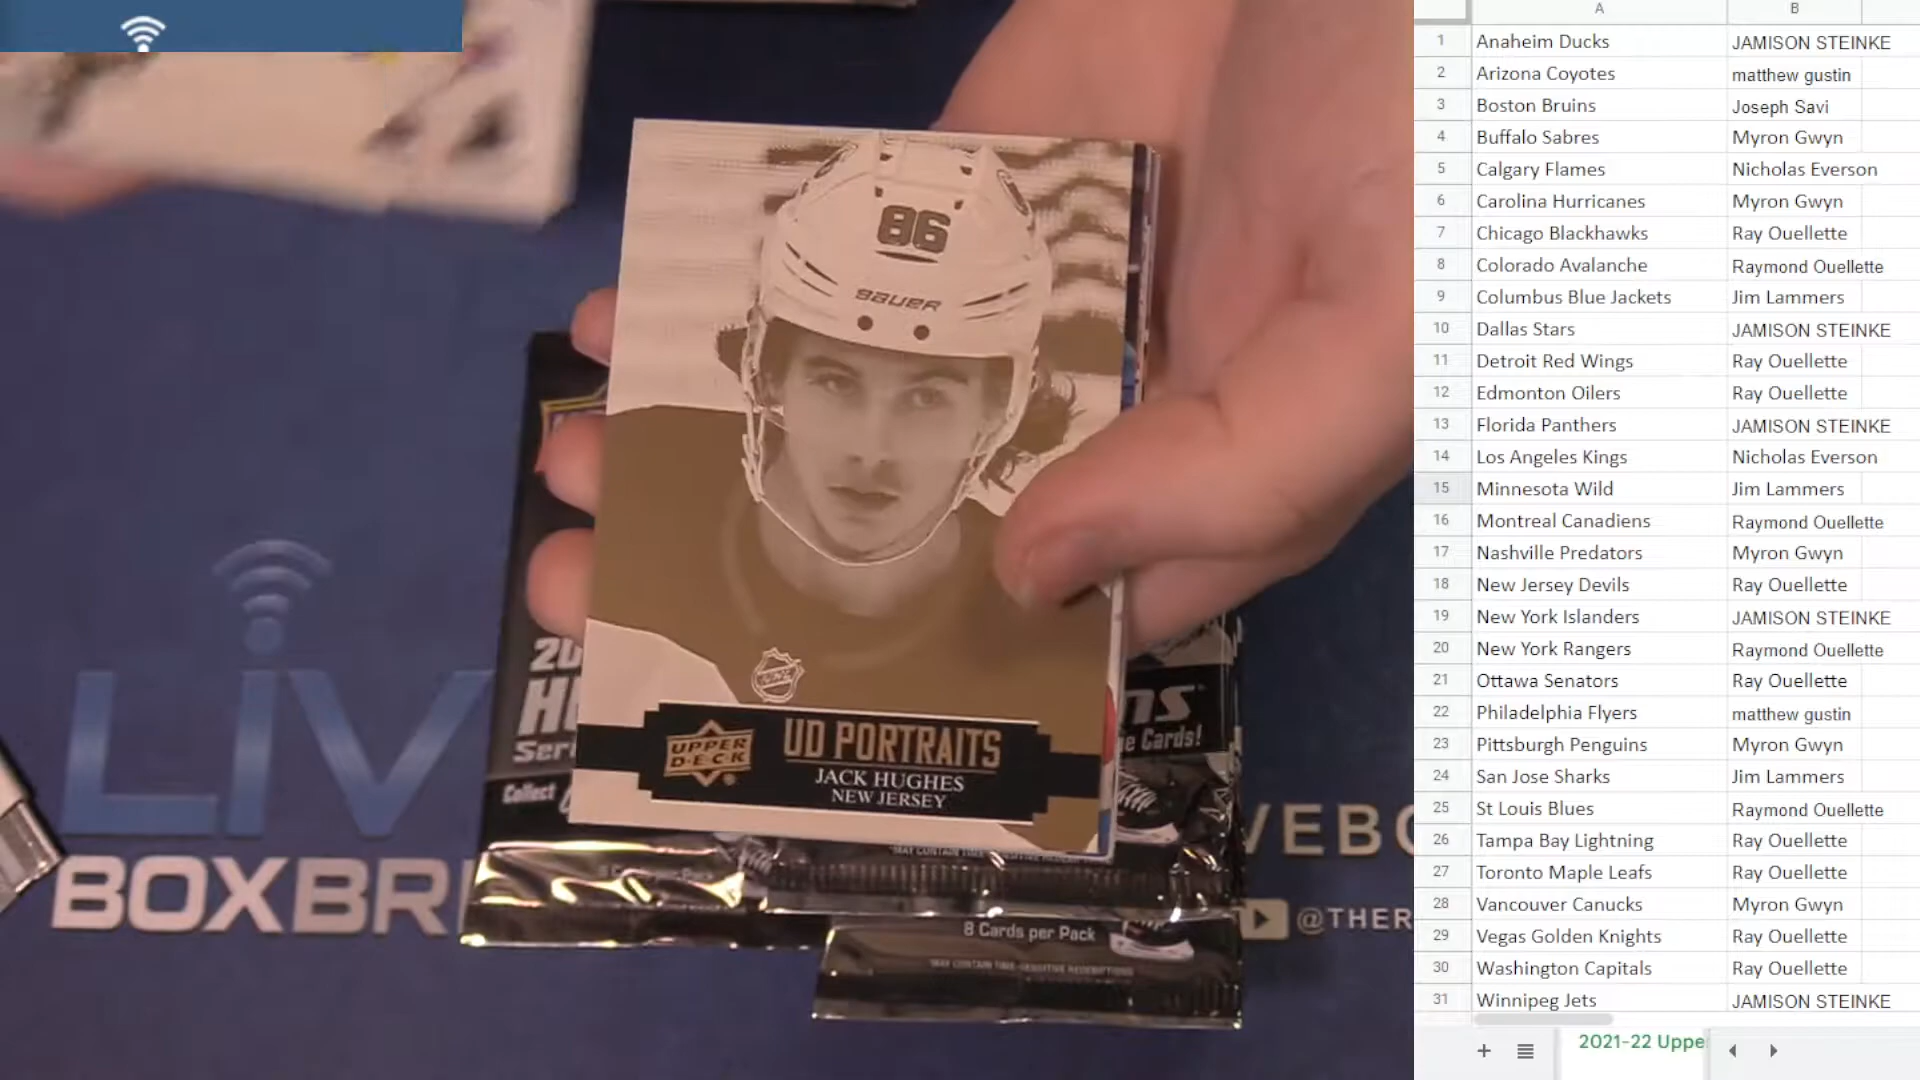 86
BAUER
NHL
UPPER
D·E·C·K
UD PORTRAITS
JACK HUGHES
NEW JERSEY
20
Seri
Collect
ns
e Cards!
8 Cards per Pack
LIV
BOXBR
VEB
@THER
A B
1 Anaheim Ducks JAMISON STEINKE
2 Arizona Coyotes matthew gustin
3 Boston Bruins Joseph Savi
4 Buffalo Sabres Myron Gwyn
5 Calgary Flames Nicholas Everson
6 Carolina Hurricanes Myron Gwyn
7 Chicago Blackhawks Ray Ouellette
8 Colorado Avalanche Raymond Ouellette
9 Columbus Blue Jackets Jim Lammers
10 Dallas Stars JAMISON STEINKE
11 Detroit Red Wings Ray Ouellette
12 Edmonton Oilers Ray Ouellette
13 Florida Panthers JAMISON STEINKE
14 Los Angeles Kings Nicholas Everson
15 Minnesota Wild Jim Lammers
16 Montreal Canadiens Raymond Ouellette
17 Nashville Predators Myron Gwyn
18 New Jersey Devils Ray Ouellette
19 New York Islanders JAMISON STEINKE
20 New York Rangers Raymond Ouellette
21 Ottawa Senators Ray Ouellette
22 Philadelphia Flyers matthew gustin
23 Pittsburgh Penguins Myron Gwyn
24 San Jose Sharks Jim Lammers
25 St Louis Blues Raymond Ouellette
26 Tampa Bay Lightning Ray Ouellette
27 Toronto Maple Leafs Ray Ouellette
28 Vancouver Canucks Myron Gwyn
29 Vegas Golden Knights Ray Ouellette
30 Washington Capitals Ray Ouellette
31 Winnipeg Jets JAMISON STEINKE
2021-22 Uppe